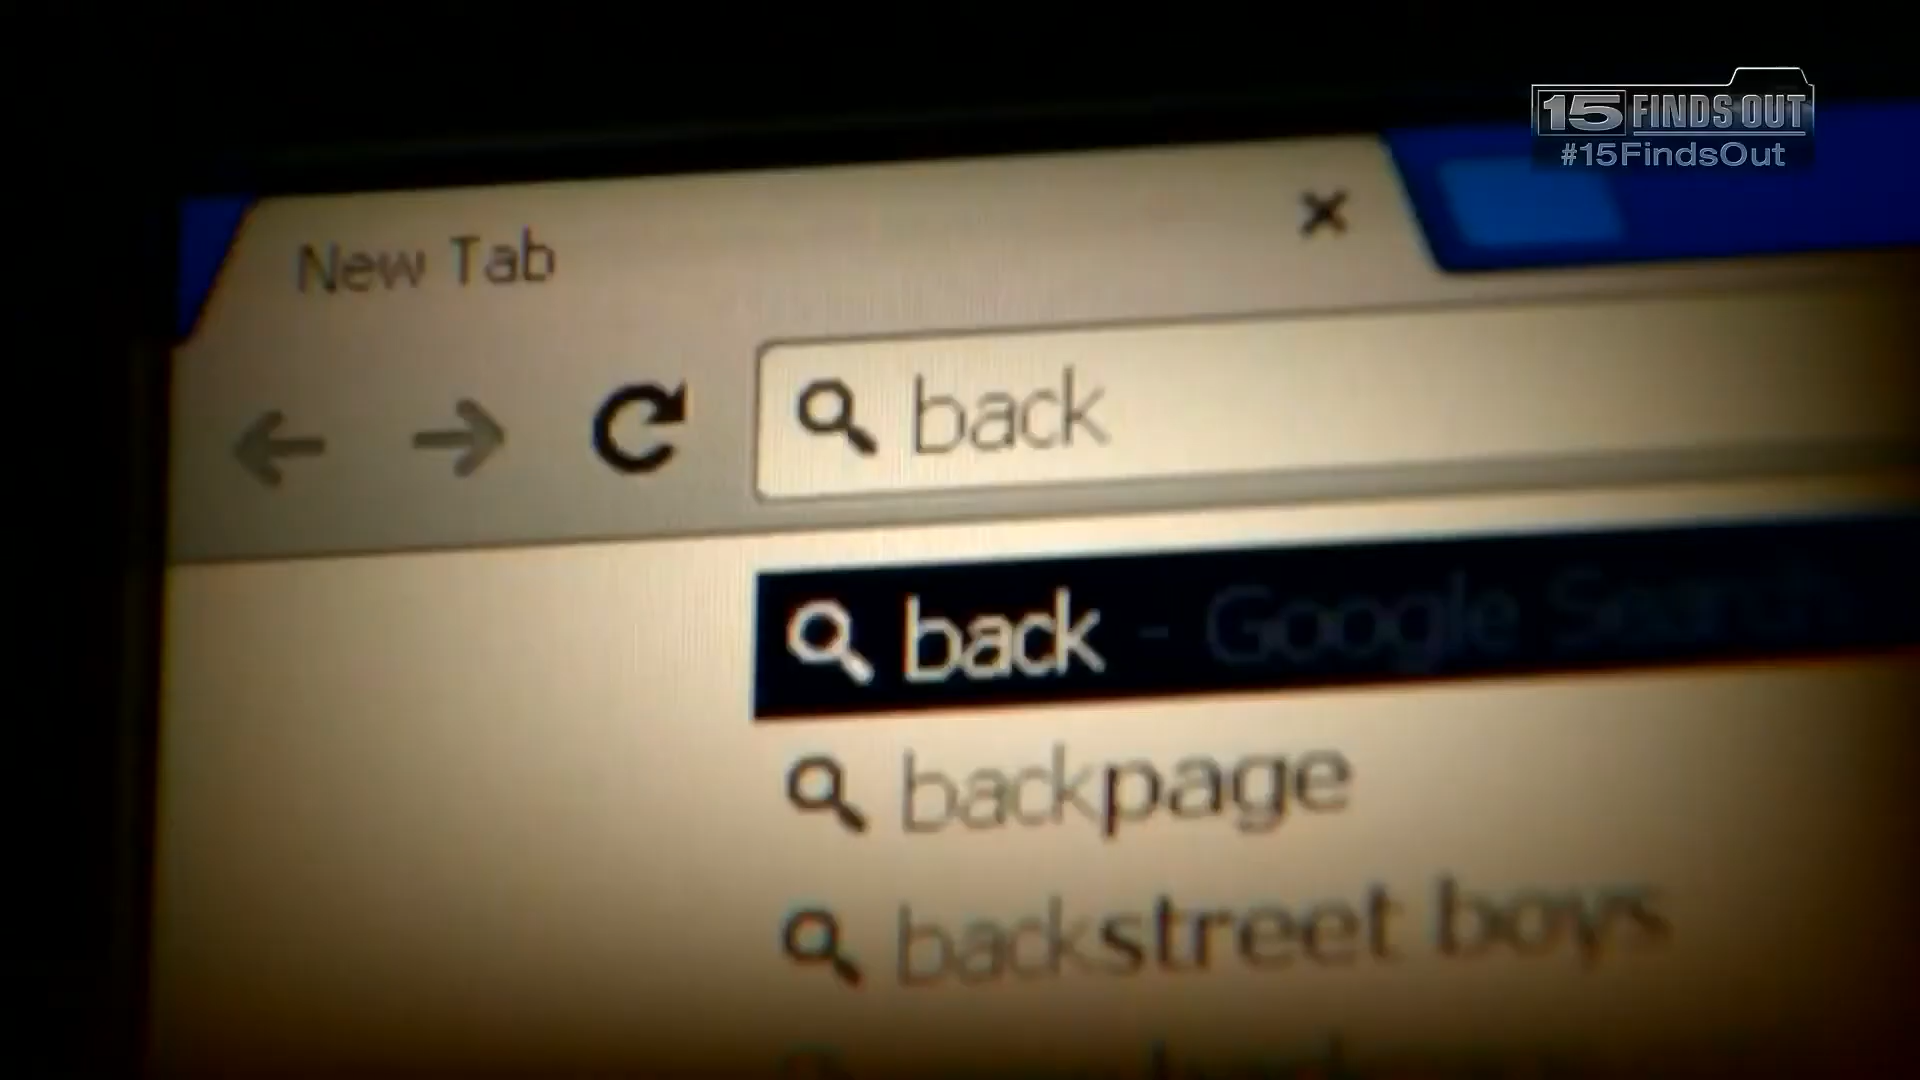 15 FINDS OUT
#15FindsOut
New Tab
back
back - Google Search
backpage
backstreet boys